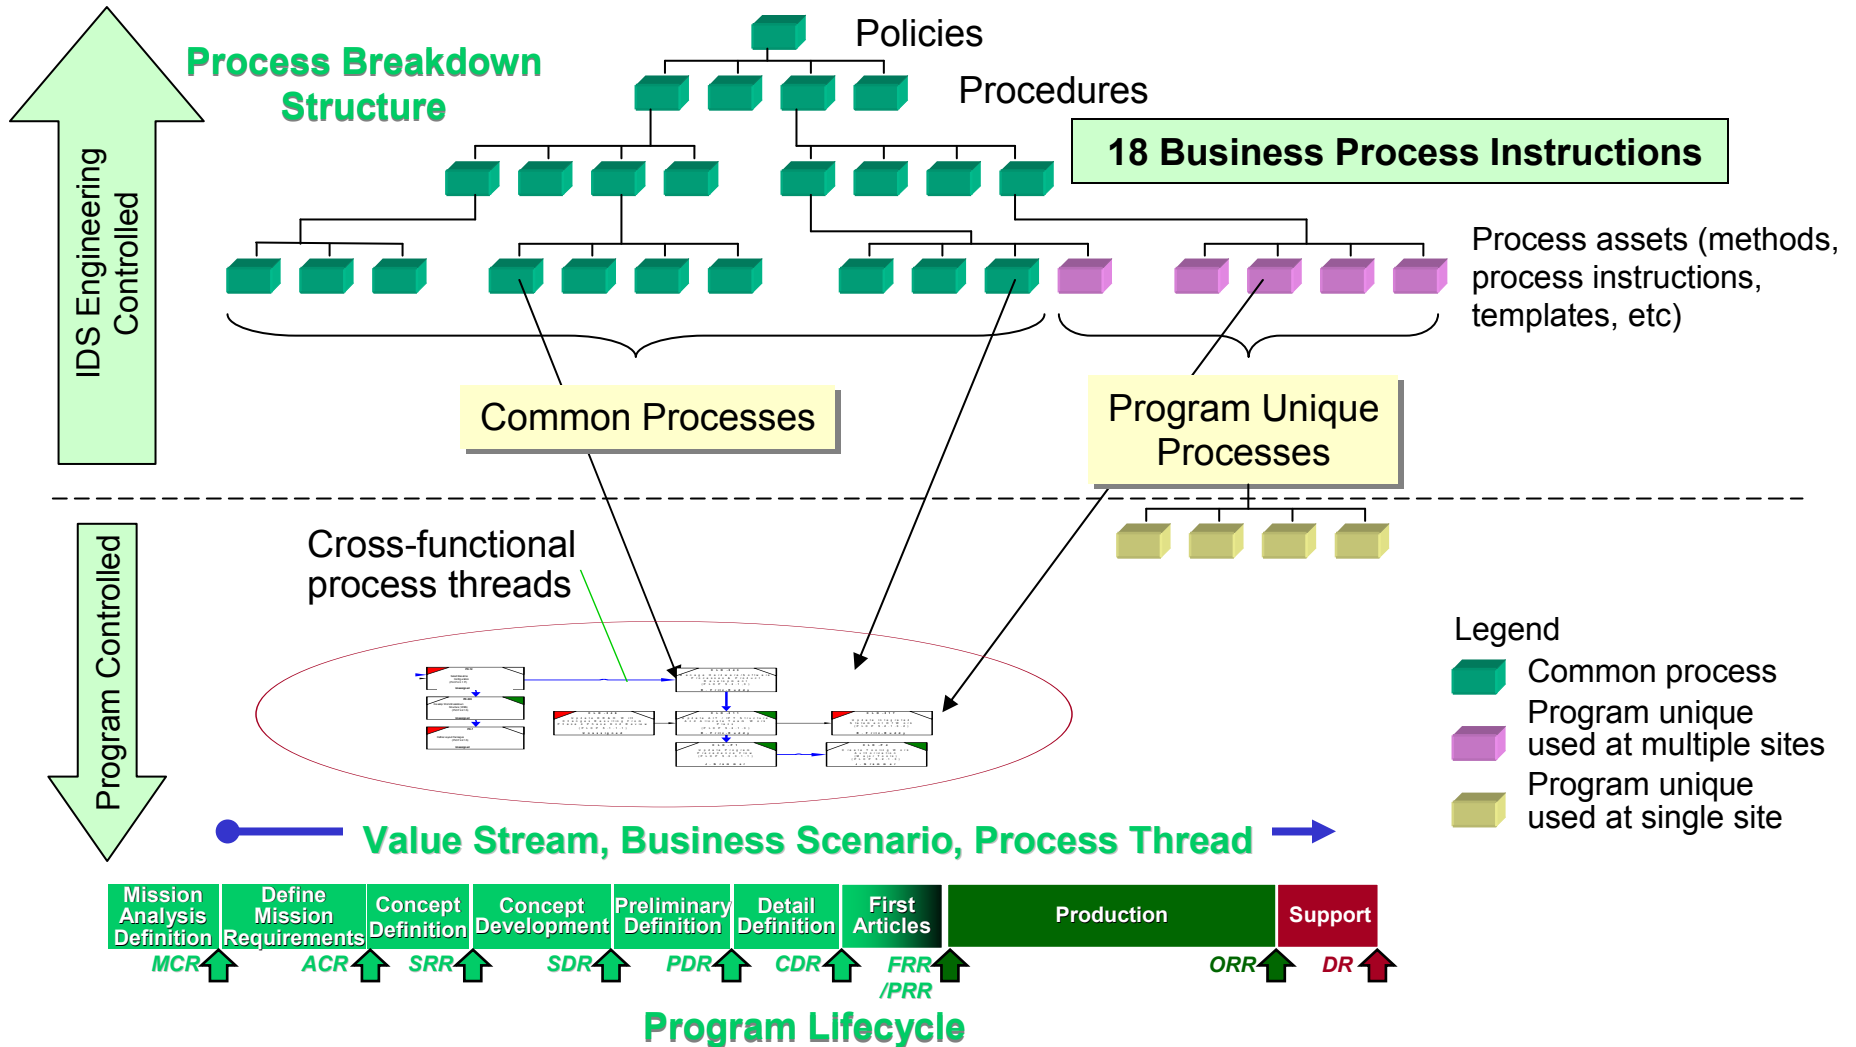 Policies
Process Breakdown
Structure
Procedures
18 Business Process Instructions
IDS Engineering
Controlled
Process assets (methods,
process instructions,
templates, etc)
Common Processes
Program Unique
Processes
Cross-functional
process threads
Program Controlled
Legend
Common process
Program unique
used at multiple sites
Program unique
used at single site
Value Stream, Business Scenario, Process Thread
Mission
Analysis
Definition
Define
Mission
Requirements
Concept
Definition
Concept
Development
Preliminary
Definition
Detail
Definition
First
Articles
Production
Support
MCR
ACR
SRR
SDR
PDR
CDR
FRR
/PRR
ORR
DR
Program Lifecycle